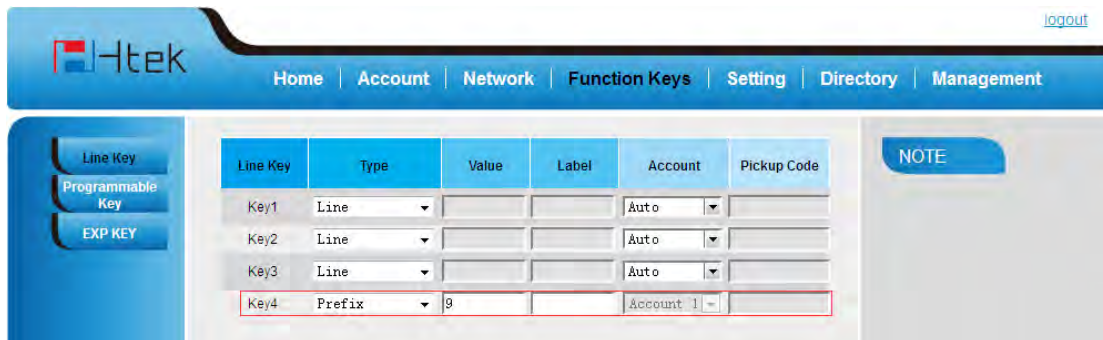 logout
Htek
Home | Account | Network | Function Keys | Setting | Directory | Management
Line Key
Programmable Key
EXP KEY
Line Key Type Value Label Account Pickup Code
Key1 Line Auto
Key2 Line Auto
Key3 Line Auto
Key4 Prefix 9 Account 1
NOTE